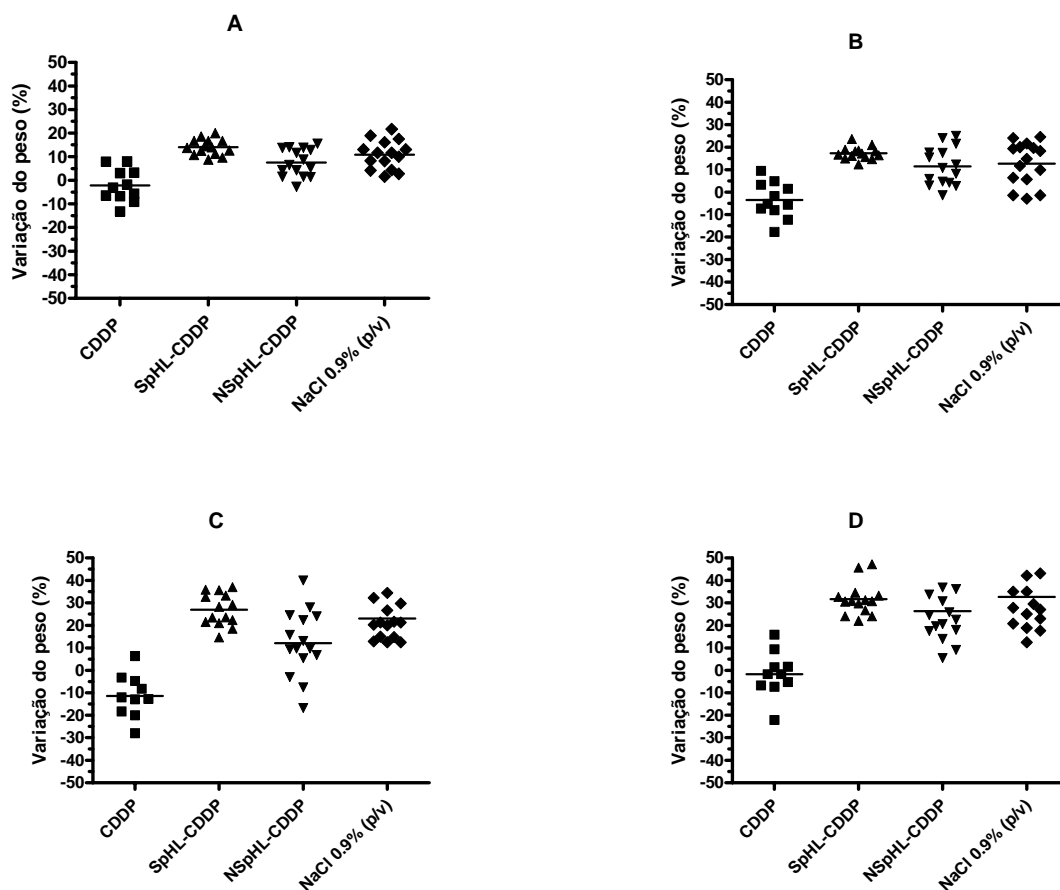 A
Variação do peso (%)
50
40
30
20
10
0
-10
-20
-30
-40
-50
CDDP
SpHL-CDDP
NSpHL-CDDP
NaCl 0.9% (p/v)
B
Variação do peso (%)
50
40
30
20
10
0
-10
-20
-30
-40
-50
CDDP
SpHL-CDDP
NSpHL-CDDP
NaCl 0.9% (p/v)
C
Variação do peso (%)
50
40
30
20
10
0
-10
-20
-30
-40
-50
CDDP
SpHL-CDDP
NSpHL-CDDP
NaCl 0.9% (p/v)
D
Variação do peso (%)
50
40
30
20
10
0
-10
-20
-30
-40
-50
CDDP
SpHL-CDDP
NSpHL-CDDP
NaCl 0.9% (p/v)